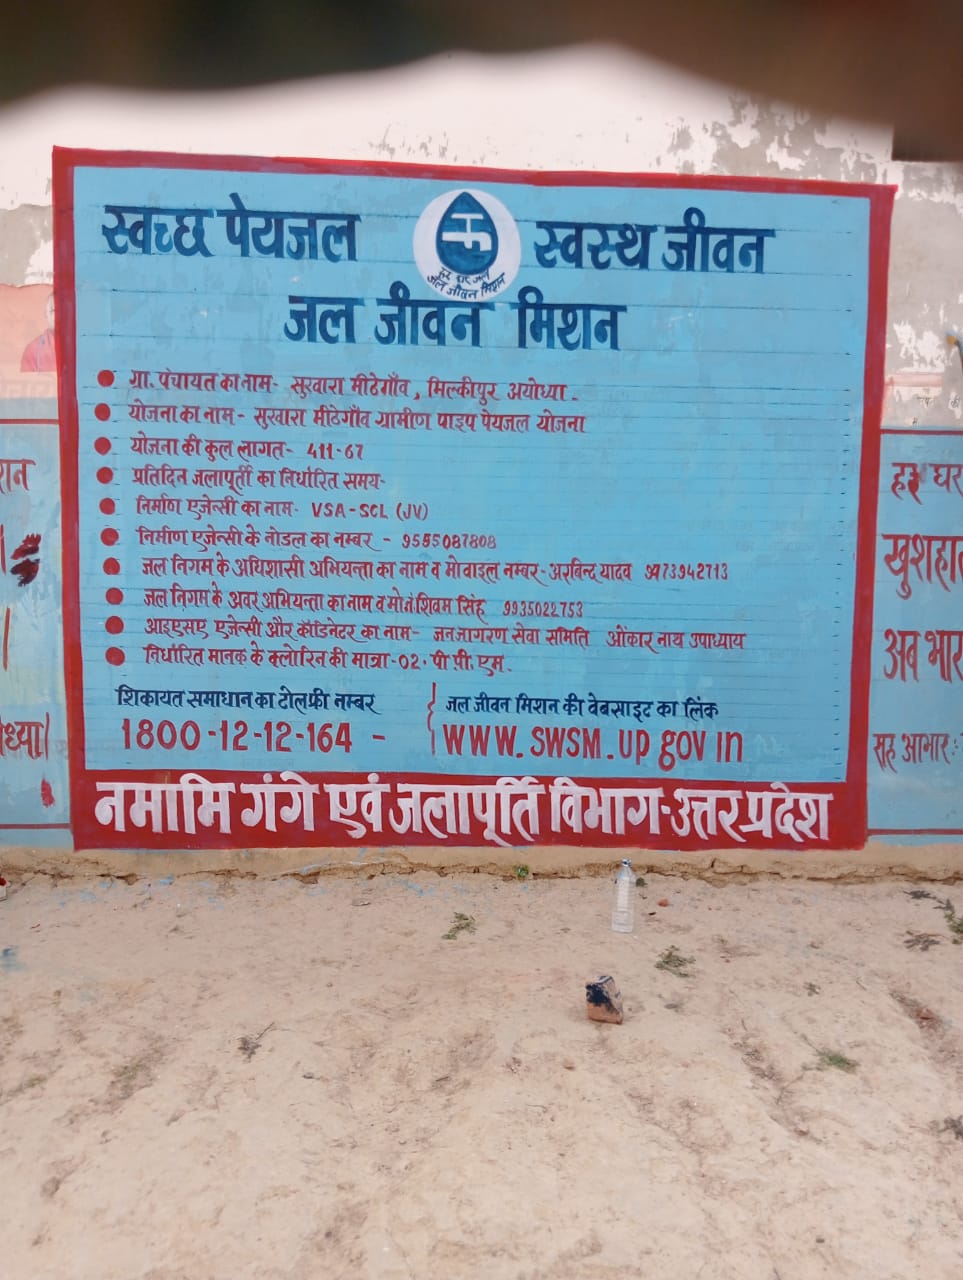 स्वच्छ पेयजल स्वस्थ जीवन
हर घर जल
जल जीवन मिशन
जल जीवन मिशन
ग्रा. पंचायत का नाम- सुखारा मीठेगाँव, मिल्कीपुर अयोध्या.
योजना का नाम- सुखारा मीठेगाँव ग्रामीण पाइप पेयजल योजना
योजना की कुल लागत- 411-67
प्रतिदिन जलापूर्ती का निर्धारित समय-
निर्माण एजेन्सी का नाम- VSA-SCL (JV)
निर्माण एजेन्सी के नोडल का नम्बर - 9555087808
जल निगम के अधिशासी अभियन्ता का नाम व मोबाइल नम्बर-अरविन्द यादव 9473942713
जल निगम के अवर अभियन्ता का नाम व मो.नं शिवम सिंह 9935022753
आइएसए एजेन्सी और कॉडिनेटर का नाम- जनजागरण सेवा समिति ओंकार नाथ उपाध्याय
निर्धारित मानक के क्लोरिन की मात्रा-02. पी.पी.एम.
शिकायत समाधान का टोलफ्री नम्बर
1800-12-12-164 -
जल जीवन मिशन की वेबसाइट का लिंक
www.swsm.up gov in
नमामि गंगे एवं जलापूर्ति विभाग-उत्तर प्रदेश
हर घर
अब
सह आभार: